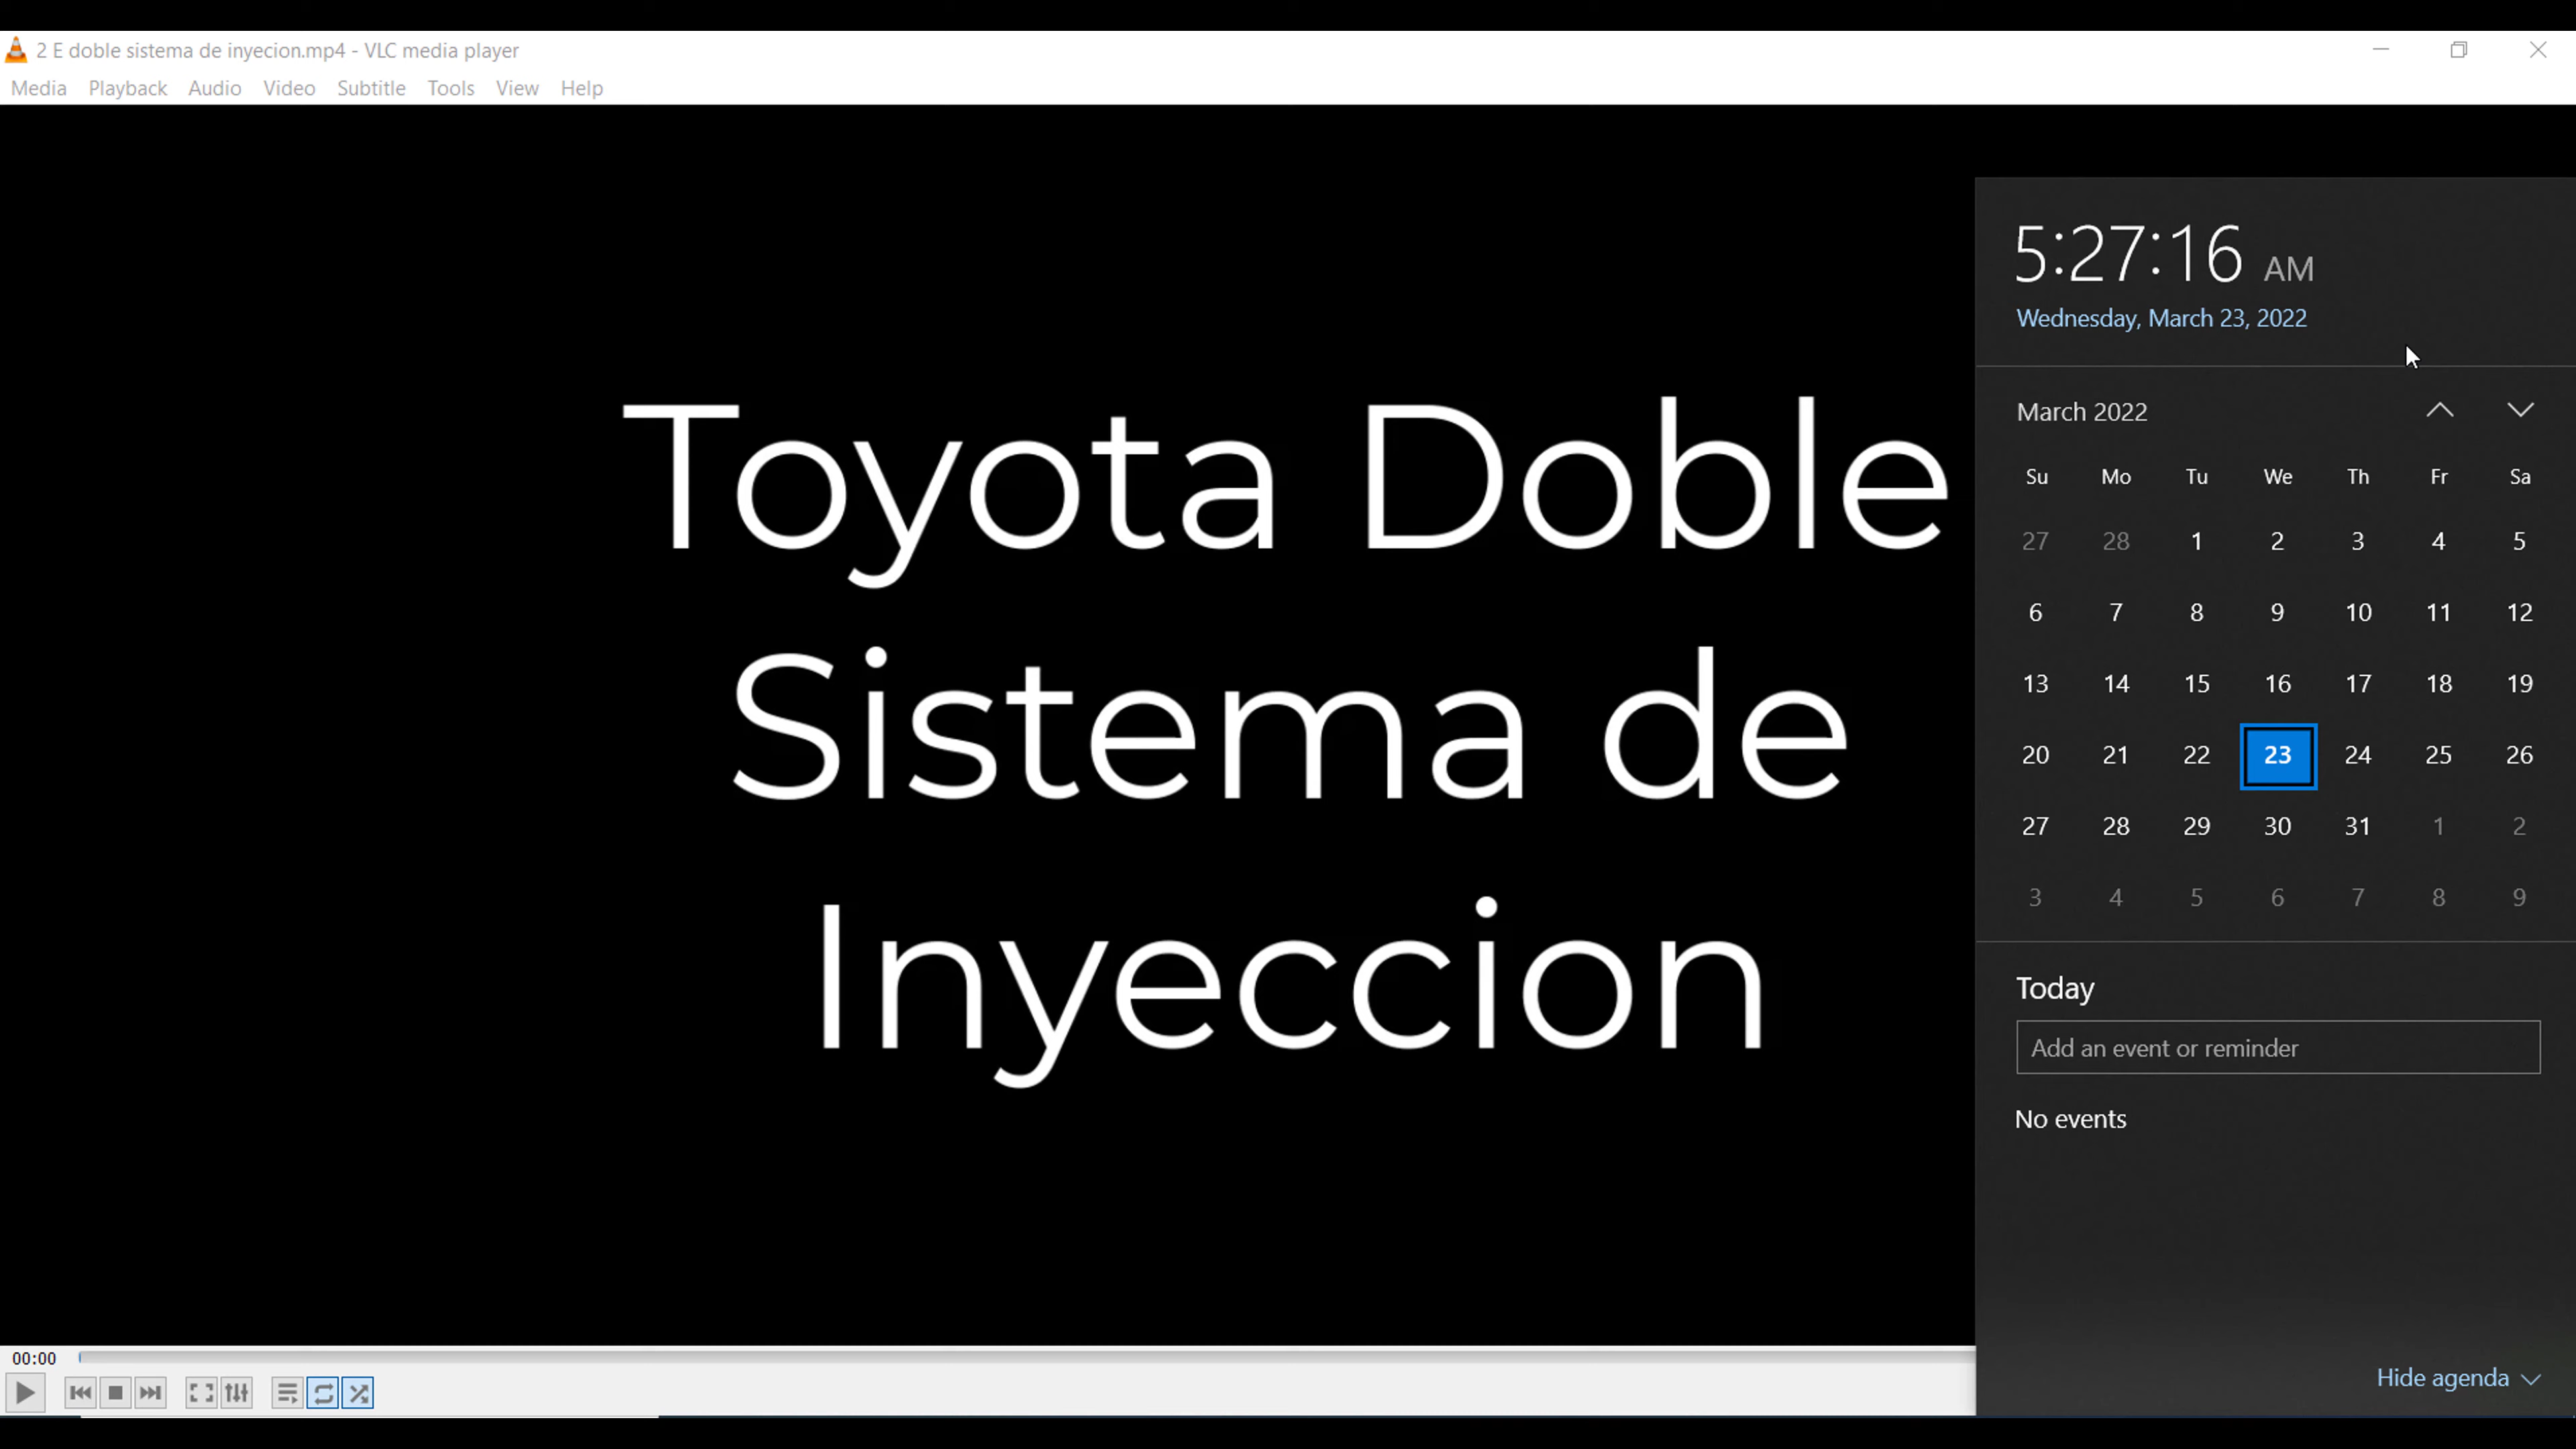 2 E doble sistema de inyecion.mp4 - VLC media player
Media Playback Audio Video Subtitle Tools View Help
Toyota Doble
Sistema de
Inyeccion
5:27:16 AM
Wednesday, March 23, 2022
March 2022
Su Mo Tu We Th Fr Sa
27 28 1 2 3 4 5
6 7 8 9 10 11 12
13 14 15 16 17 18 19
20 21 22 23 24 25 26
27 28 29 30 31 1 2
3 4 5 6 7 8 9
Today
Add an event or reminder
No events
Hide agenda
00:00